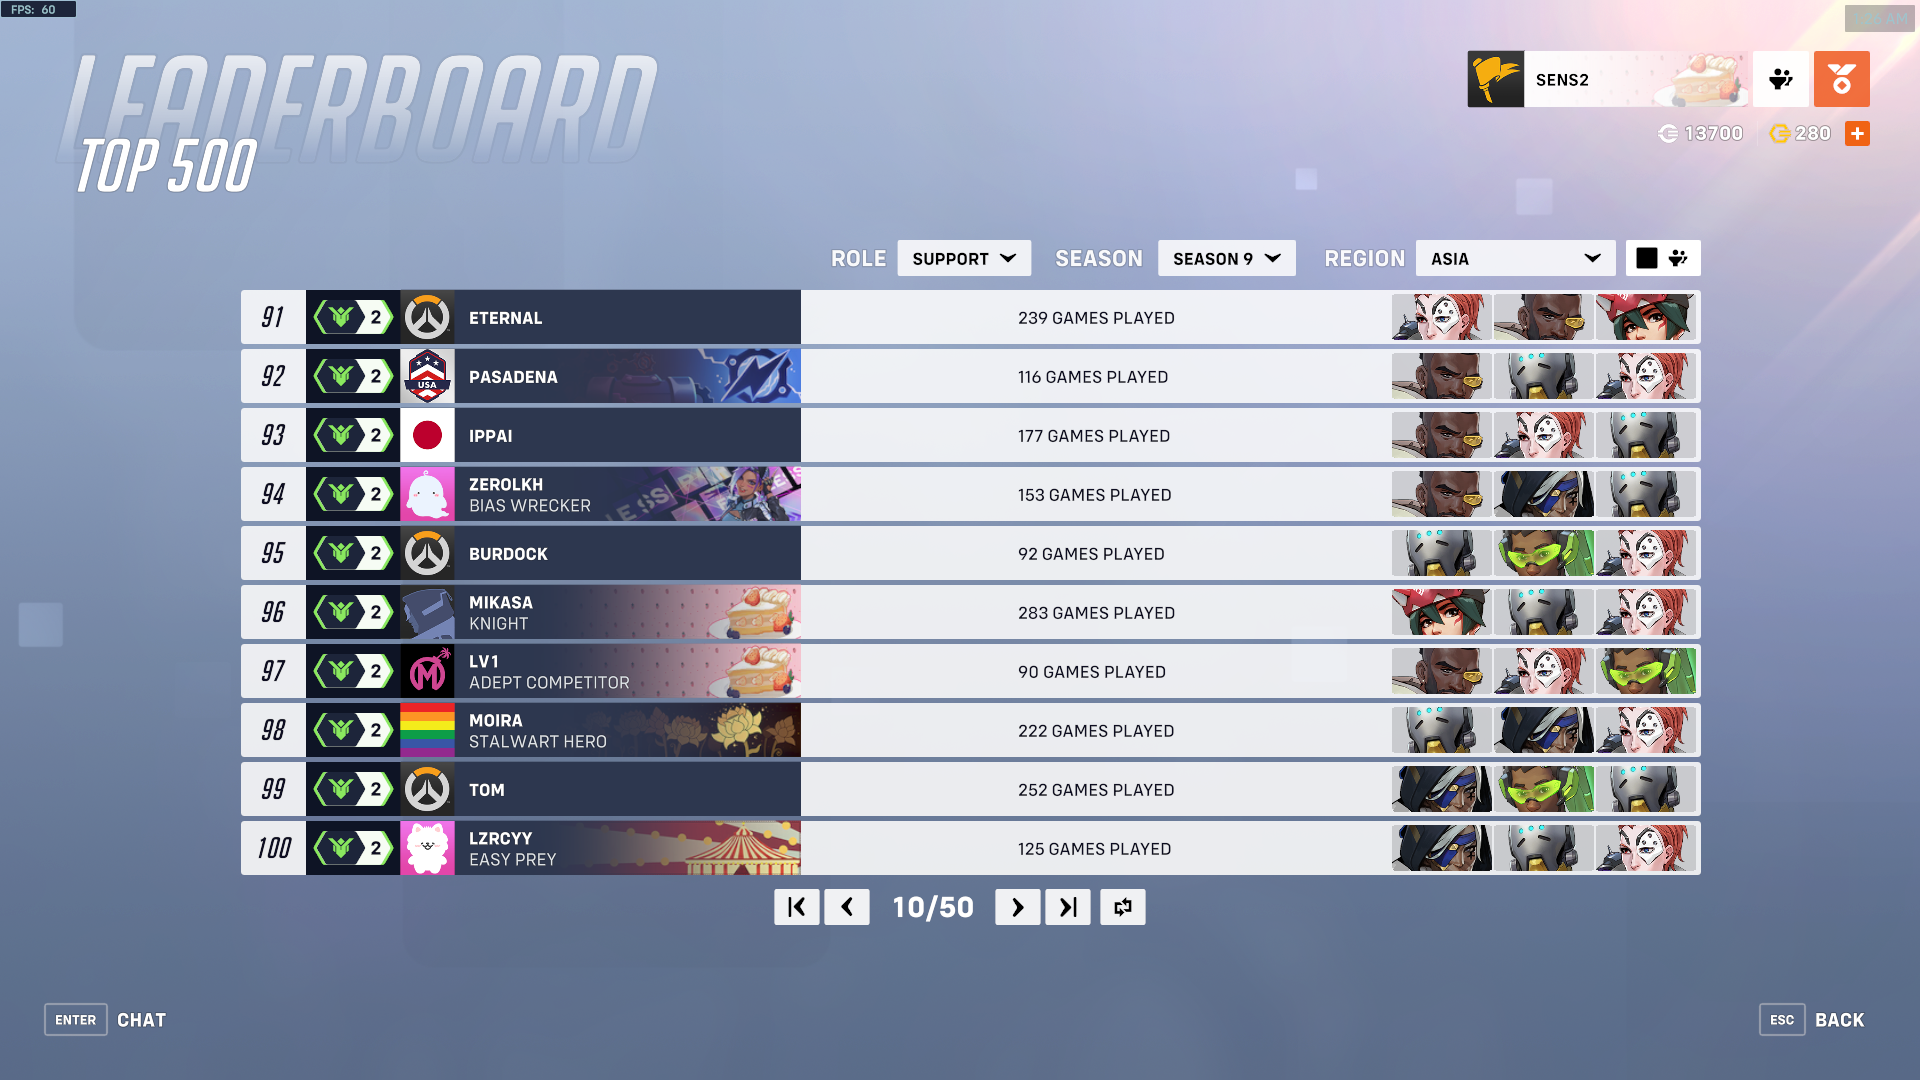 FPS: 60
LEADERBOARD
TOP 500
SENS2
13700
280
ROLE SUPPORT SEASON SEASON 9 REGION ASIA
91 2 ETERNAL 239 GAMES PLAYED
92 2 USA PASADENA 116 GAMES PLAYED
93 2 IPPAI 177 GAMES PLAYED
94 2 ZEROLKH 153 GAMES PLAYED
BIAS WRECKER
95 2 BURDOCK 92 GAMES PLAYED
96 2 MIKASA 283 GAMES PLAYED
KNIGHT
97 2 LV1 90 GAMES PLAYED
ADEPT COMPETITOR
98 2 MOIRA 222 GAMES PLAYED
STALWART HERO
99 2 TOM 252 GAMES PLAYED
100 2 LZRCYY 125 GAMES PLAYED
EASY PREY
10/50
ENTER CHAT
ESC BACK